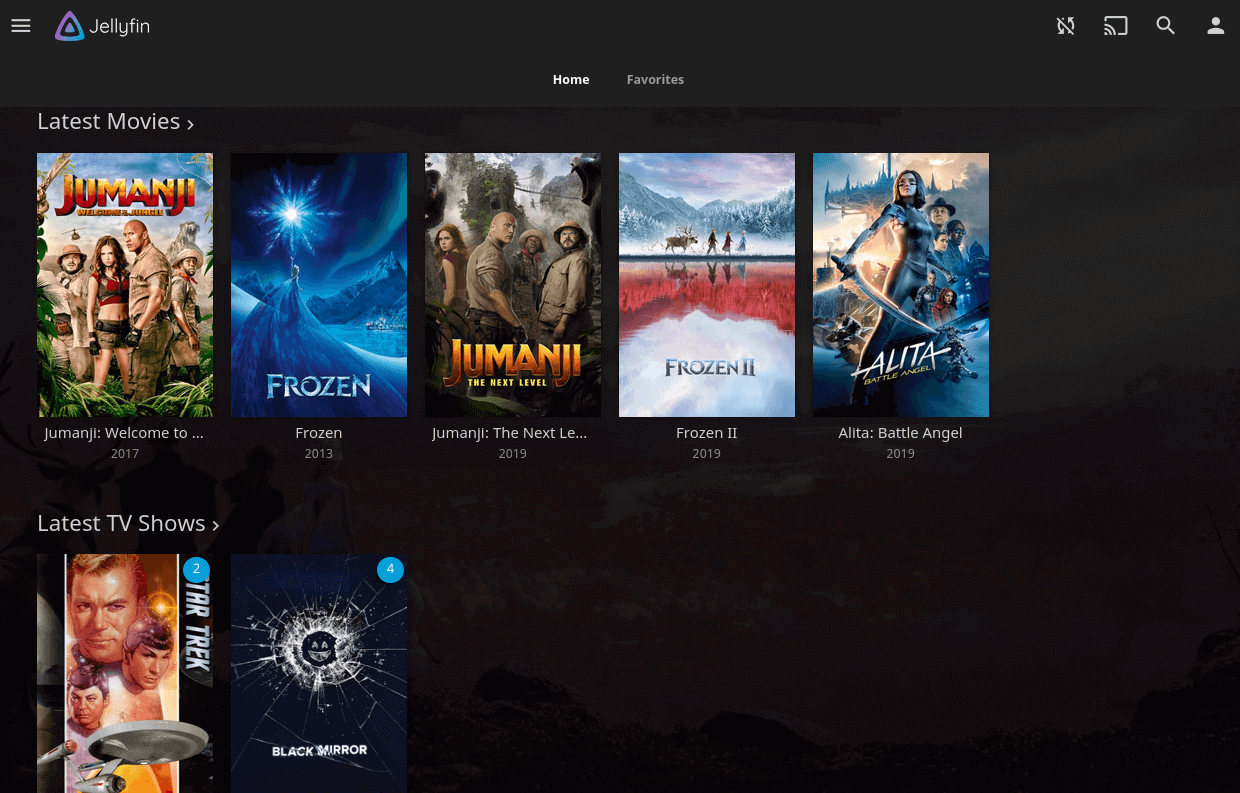 Jellyfin
Home
Favorites
Latest Movies
JUMANJI
WELCOME TO THE JUNGLE
FROZEN
JUMANJI
THE NEXT LEVEL
FROZEN II
ALITA
BATTLE ANGEL
Jumanji: Welcome to ...
2017
Frozen
2013
Jumanji: The Next Le...
2019
Frozen II
2019
Alita: Battle Angel
2019
Latest TV Shows
2
STAR TREK
4
BLACK MIRROR